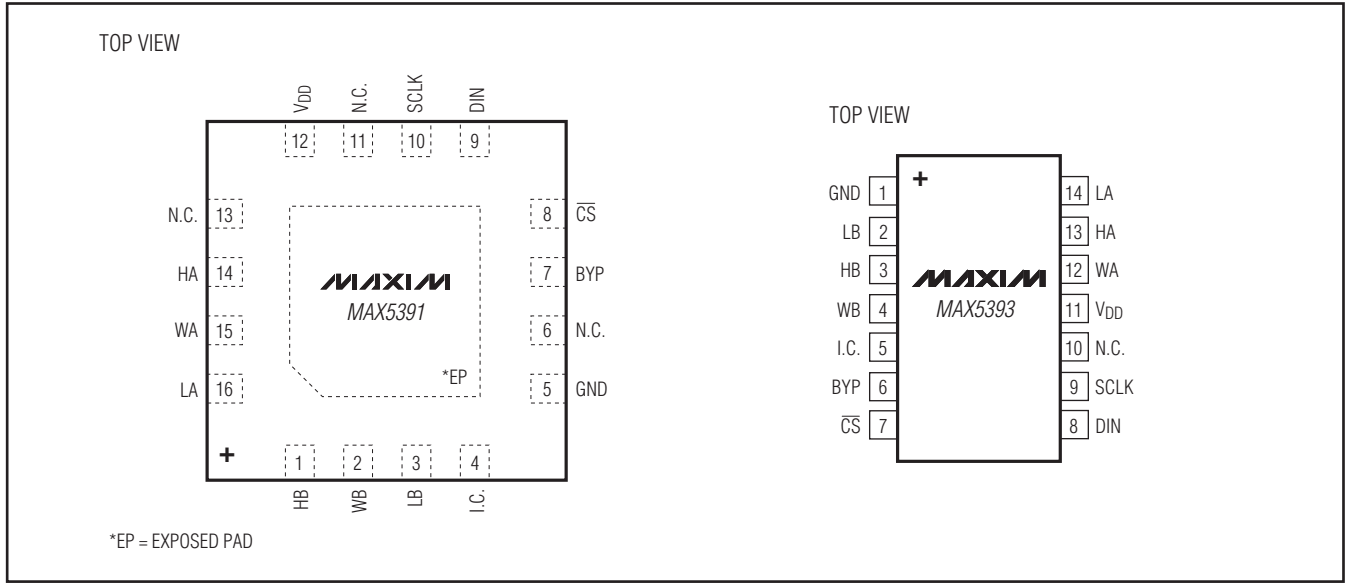 TOP VIEW
VDD N.C. SCLK DIN
12 11 10 9
N.C. 13
HA 14
WA 15
LA 16
8 C̅S̅
7 BYP
6 N.C.
5 GND
MAXIM
MAX5391
*EP
+
1 2 3 4
HB WB LB I.C.
*EP = EXPOSED PAD
TOP VIEW
+
GND 1
LB 2
HB 3
WB 4
I.C. 5
BYP 6
C̅S̅ 7
MAXIM
MAX5393
14 LA
13 HA
12 WA
11 VDD
10 N.C.
9 SCLK
8 DIN